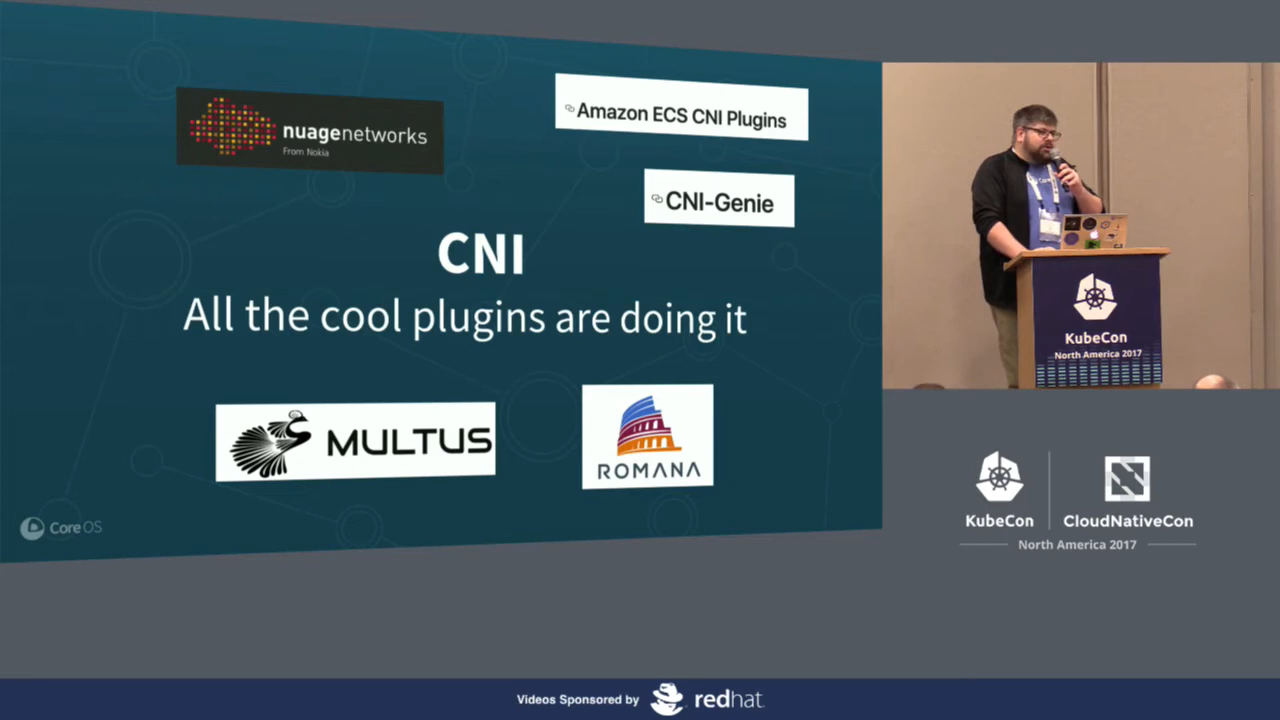 nuagenetworks
From Nokia
Amazon ECS CNI Plugins
CNI-Genie
CNI
All the cool plugins are doing it
MULTUS
ROMANA
CoreOS
KubeCon
North America 2017
KubeCon
CloudNativeCon
North America 2017
Videos Sponsored by
redhat.